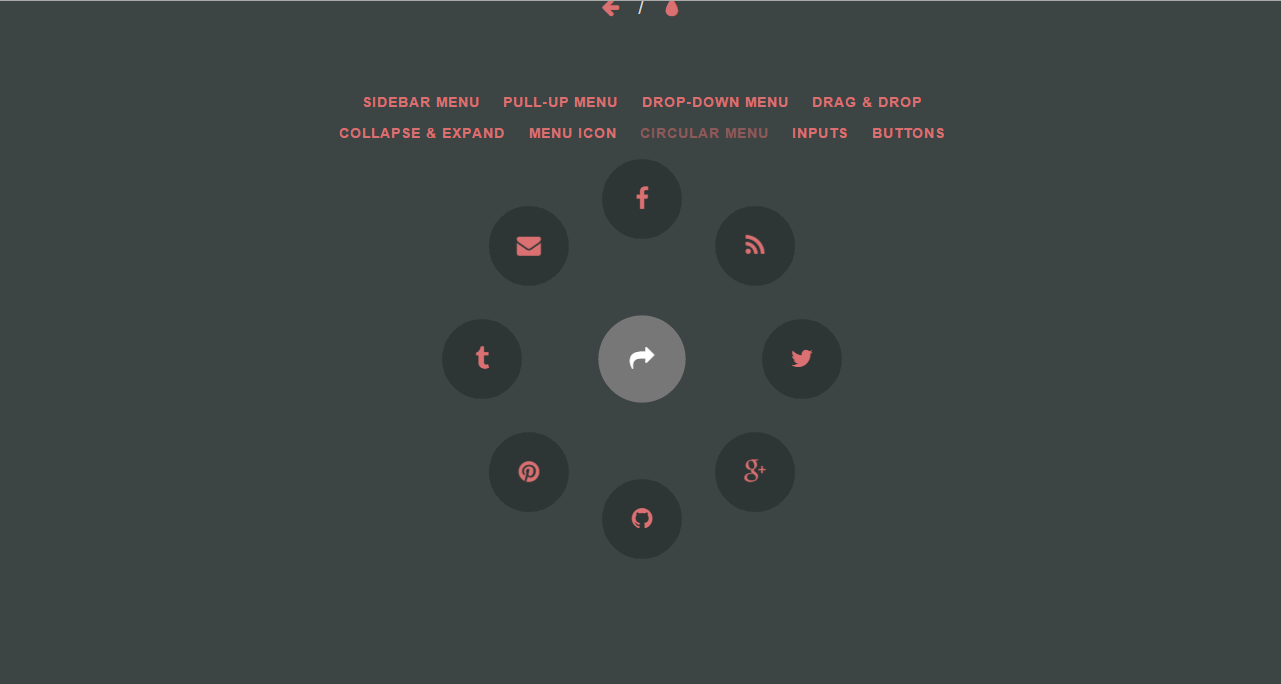 /
SIDEBAR MENU PULL-UP MENU DROP-DOWN MENU DRAG & DROP
COLLAPSE & EXPAND MENU ICON CIRCULAR MENU INPUTS BUTTONS